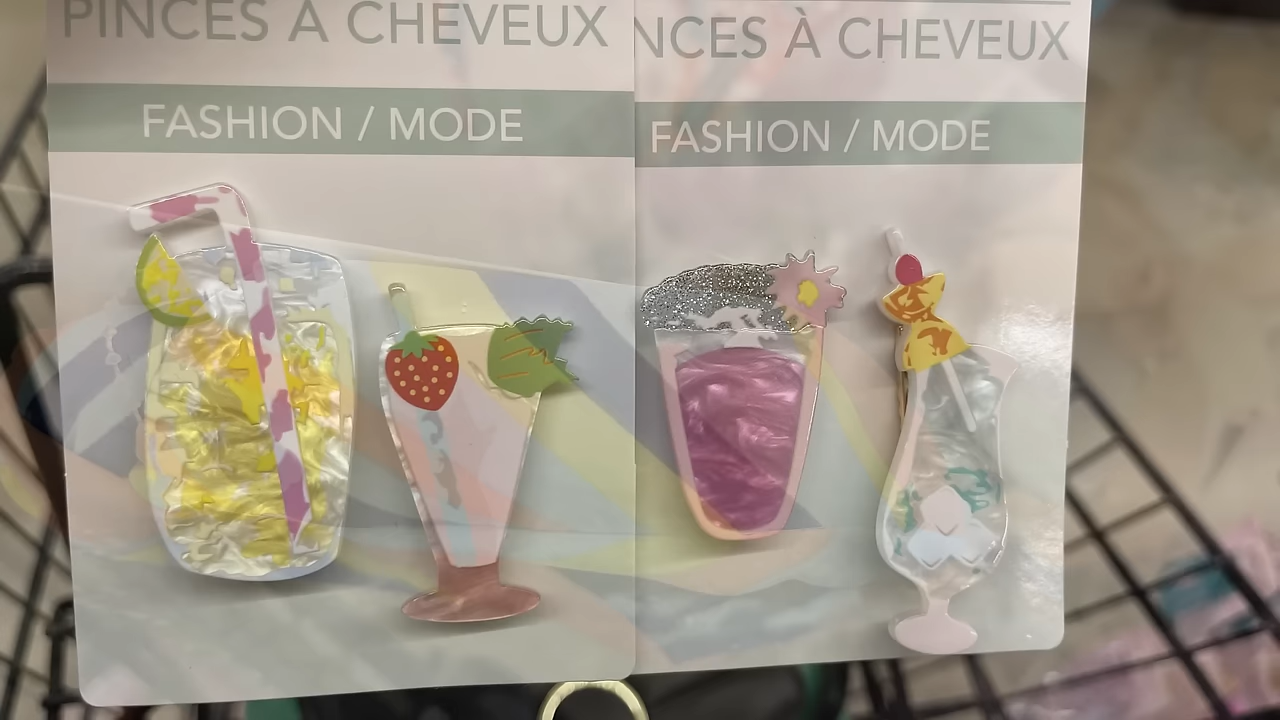 PINCES À CHEVEUX
FASHION / MODE
NCES À CHEVEUX
FASHION / MODE